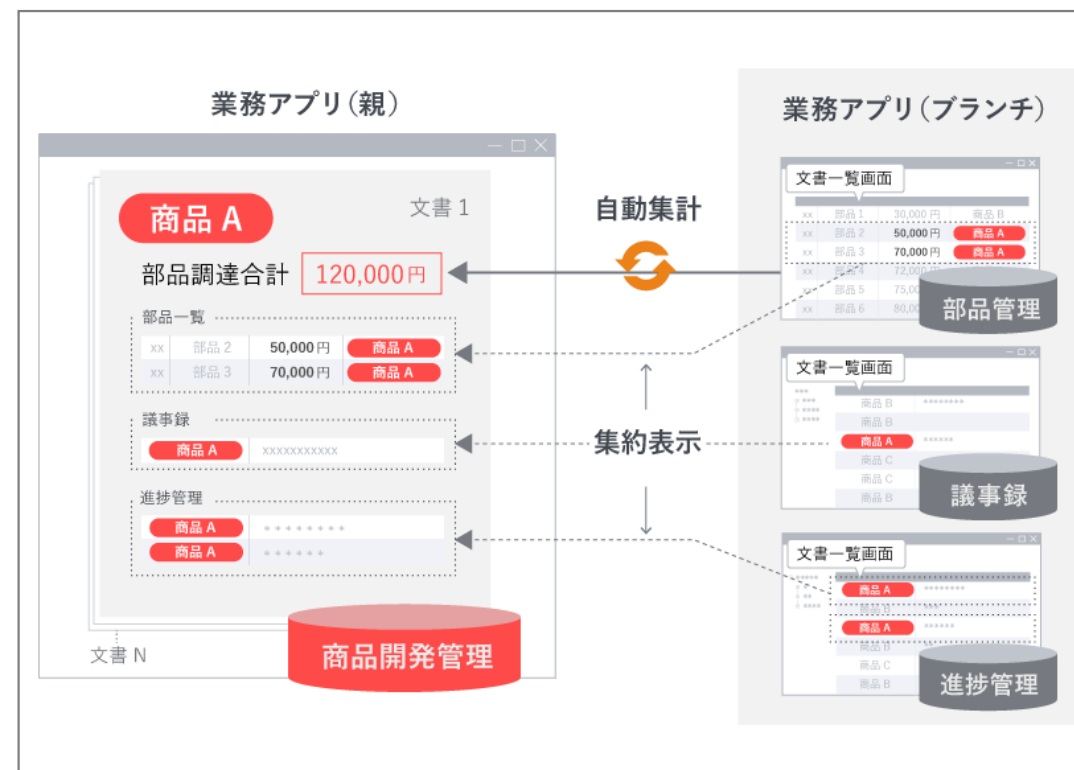 業務アプリ（親）
商品 A
文書 1
部品調達合計 120,000円
部品一覧
xx 部品 2 50,000円 商品 A
xx 部品 3 70,000円 商品 A
議事録
商品 A xxxxxxxxxxx
進捗管理
商品 A ＊＊＊＊＊＊＊＊
商品 A ＊＊＊＊＊＊
文書 N
商品開発管理
自動集計
集約表示
業務アプリ（ブランチ）
文書一覧画面
xx 部品 1 30,000円 商品 B
xx 部品 2 50,000円 商品 A
xx 部品 3 70,000円 商品 A
xx 部品 4 72,000円
xx 部品 5
xx 部品 6
部品管理
文書一覧画面
商品 B ********
商品 B
商品 A ******
商品 C
商品 C
商品 B
議事録
文書一覧画面
商品 A ********
商品 B ***
商品 A ******
商品 B **
商品 C
商品 B
進捗管理